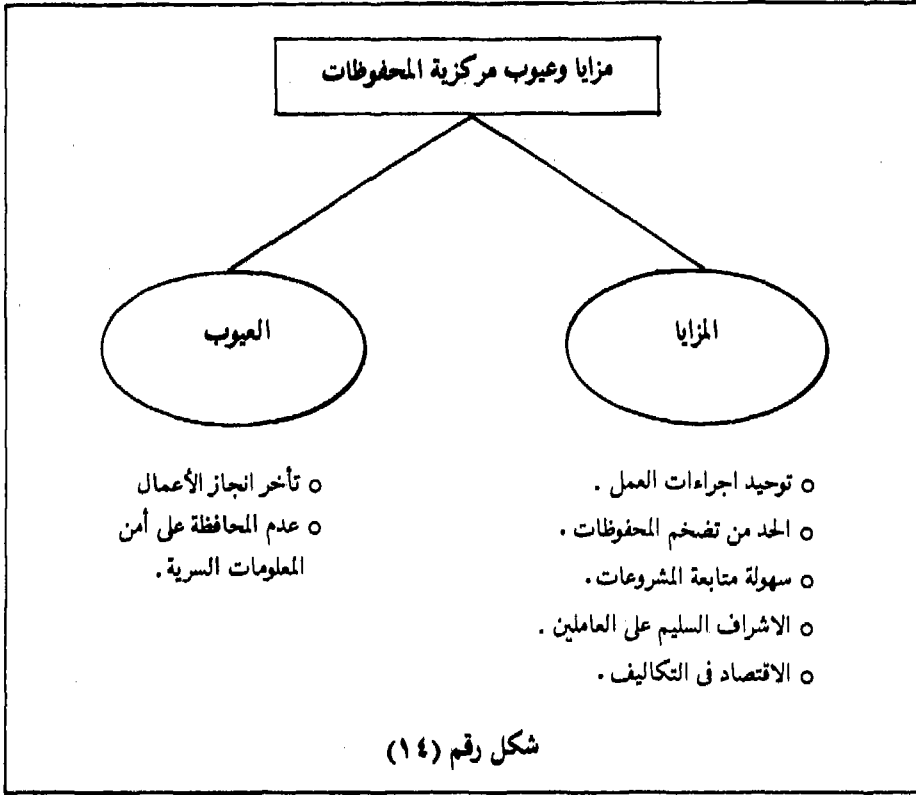 مزايا وعيوب مركزية المحفوظات
المزايا
o توحيد اجراءات العمل .
o الحد من تضخم المحفوظات .
o سهولة متابعة المشروعات .
o الاشراف السليم على العاملين .
o الاقتصاد فى التكاليف .
العيوب
o تأخر انجاز الأعمال
o عدم المحافظة على أمن
المعلومات السرية .
شكل رقم (١٤)